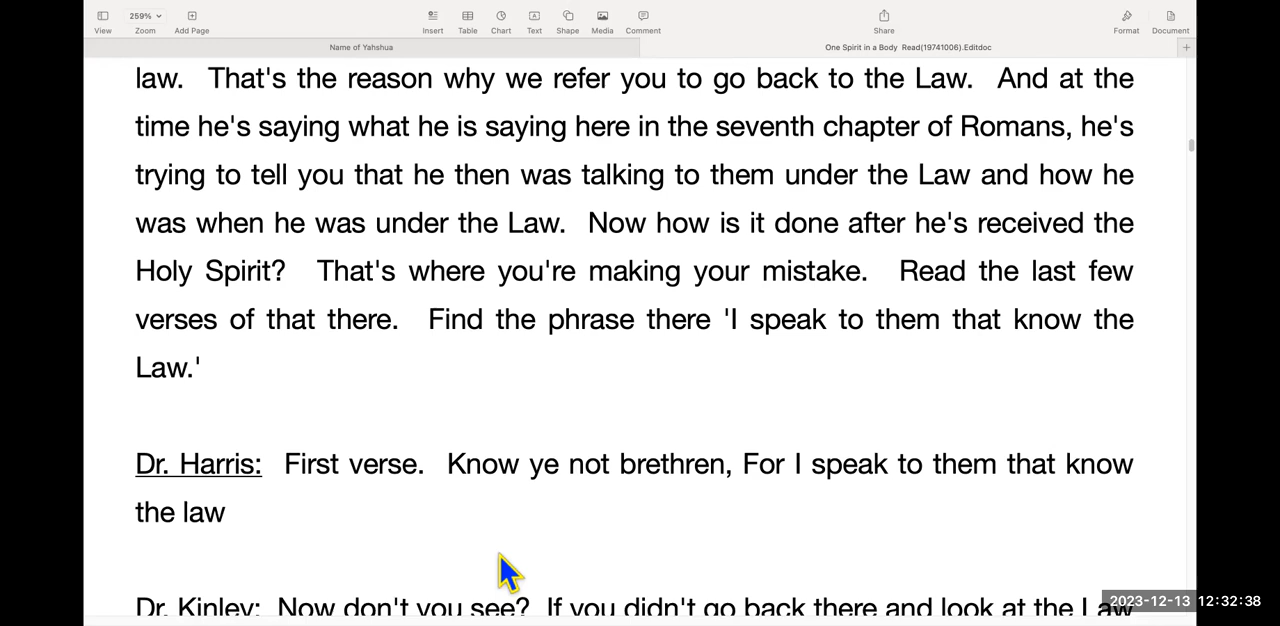 259%
View Zoom Add Page Insert Table Chart Text Shape Media Comment Share Format Document
Name of Yahshua One Spirit in a Body Read(19741006).Editdoc
law. That's the reason why we refer you to go back to the Law. And at the
time he's saying what he is saying here in the seventh chapter of Romans, he's
trying to tell you that he then was talking to them under the Law and how he
was when he was under the Law. Now how is it done after he's received the
Holy Spirit? That's where you're making your mistake. Read the last few
verses of that there. Find the phrase there 'I speak to them that know the
Law.'
Dr. Harris: First verse. Know ye not brethren, For I speak to them that know
the law
Dr. Kinley: Now don't you see? If you didn't go back there and look at the Law
2023-12-13 12:32:38